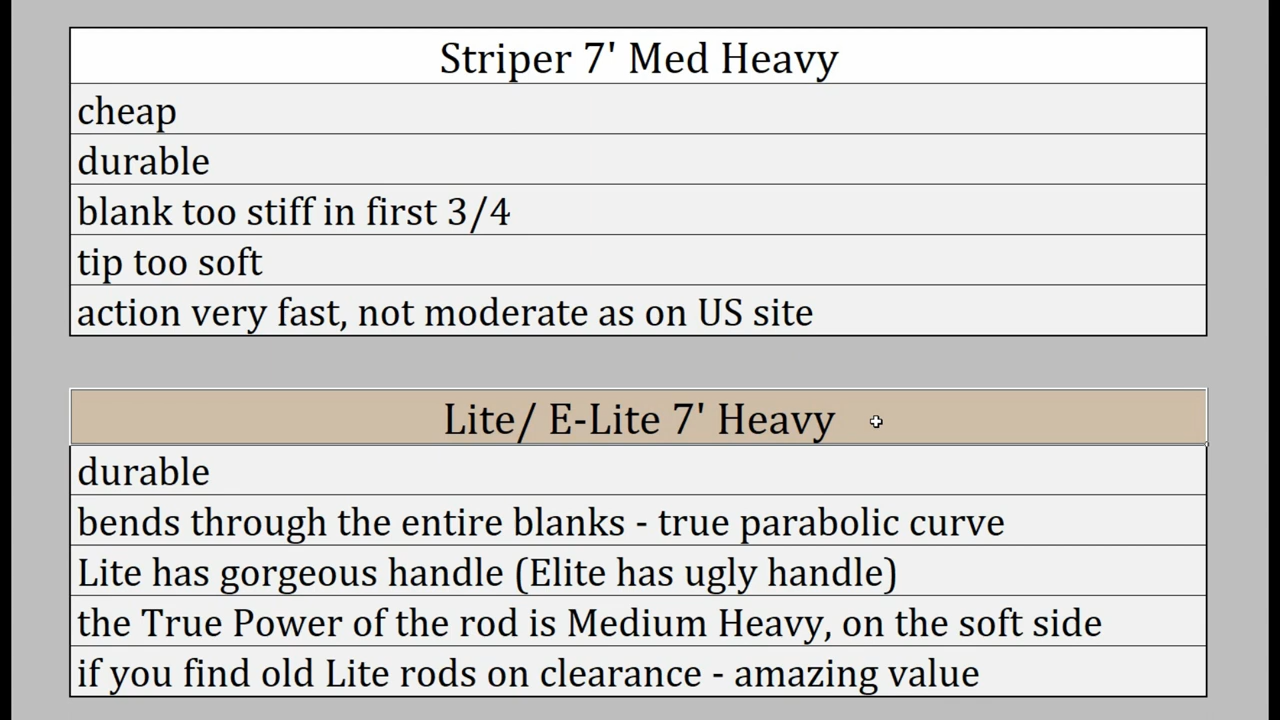 Striper 7' Med Heavy
cheap
durable
blank too stiff in first 3/4
tip too soft
action very fast, not moderate as on US site
Lite/ E-Lite 7' Heavy
durable
bends through the entire blanks - true parabolic curve
Lite has gorgeous handle (Elite has ugly handle)
the True Power of the rod is Medium Heavy, on the soft side
if you find old Lite rods on clearance - amazing value